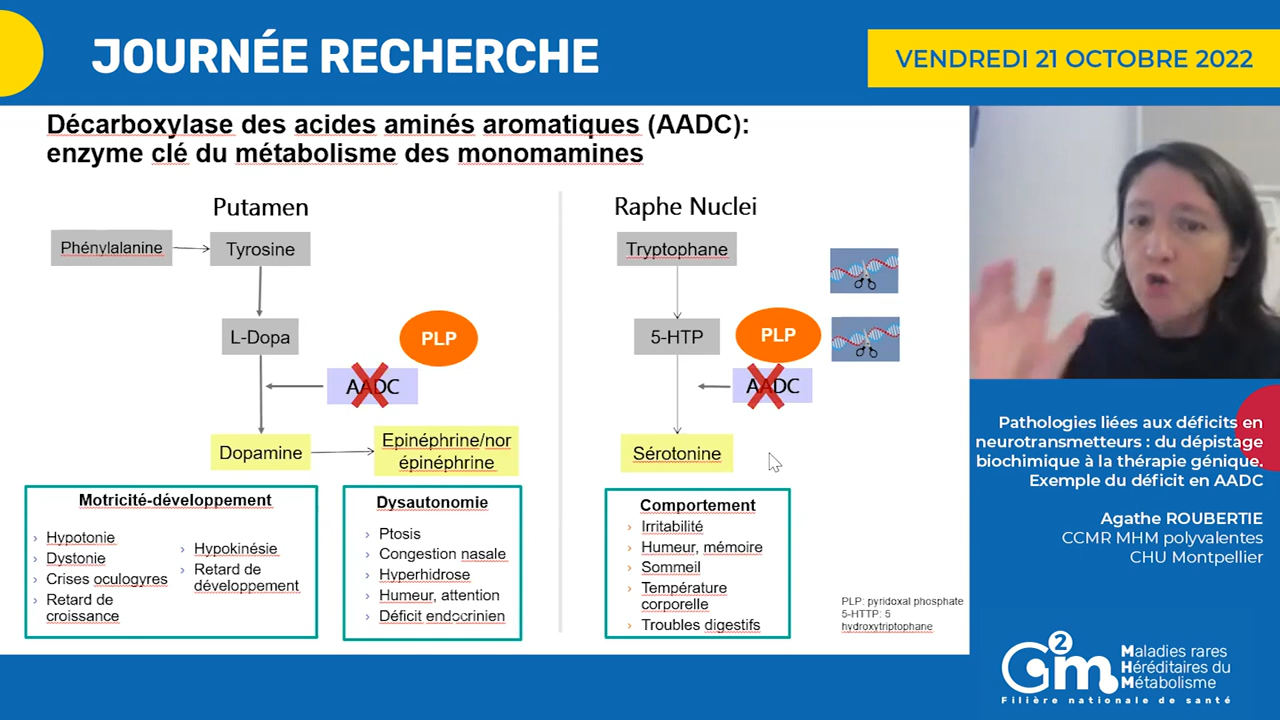 JOURNÉE RECHERCHE
VENDREDI 21 OCTOBRE 2022
Décarboxylase des acides aminés aromatiques (AADC):
enzyme clé du métabolisme des monomamines
Putamen
Phénylalanine
Tyrosine
L-Dopa
PLP
AADC
Dopamine
Epinéphrine/nor
épinéphrine
Motricité-développement
Hypotonie
Dystonie
Crises oculogyres
Retard de
croissance
Hypokinésie
Retard de
développement
Dysautonomie
Ptosis
Congestion nasale
Hyperhidrose
Humeur, attention
Déficit endocrinien
Raphe Nuclei
Tryptophane
5-HTP
PLP
AADC
Sérotonine
Comportement
Irritabilité
Humeur, mémoire
Sommeil
Température
corporelle
Troubles digestifs
PLP: pyridoxal phosphate
5-HTTP: 5
hydroxytriptophane
Pathologies liées aux déficits en
neurotransmetteurs : du dépistage
biochimique à la thérapie génique.
Exemple du déficit en AADC
Agathe ROUBERTIE
CCMR MHM polyvalentes
CHU Montpellier
G2m
Maladies rares
Héréditaires du
Métabolisme
Filière nationale de santé